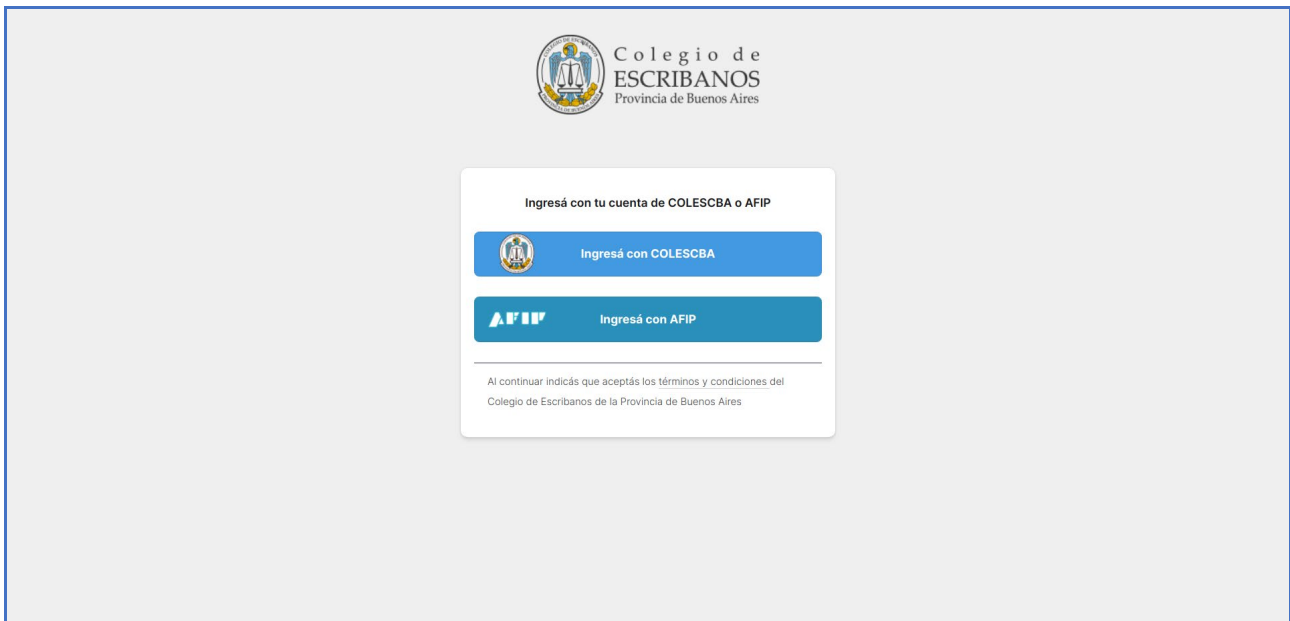 Colegio de
ESCRIBANOS
Provincia de Buenos Aires
Ingresá con tu cuenta de COLESCBA o AFIP
Ingresá con COLESCBA
AFIP
Ingresá con AFIP
Al continuar indicás que aceptás los términos y condiciones del
Colegio de Escribanos de la Provincia de Buenos Aires